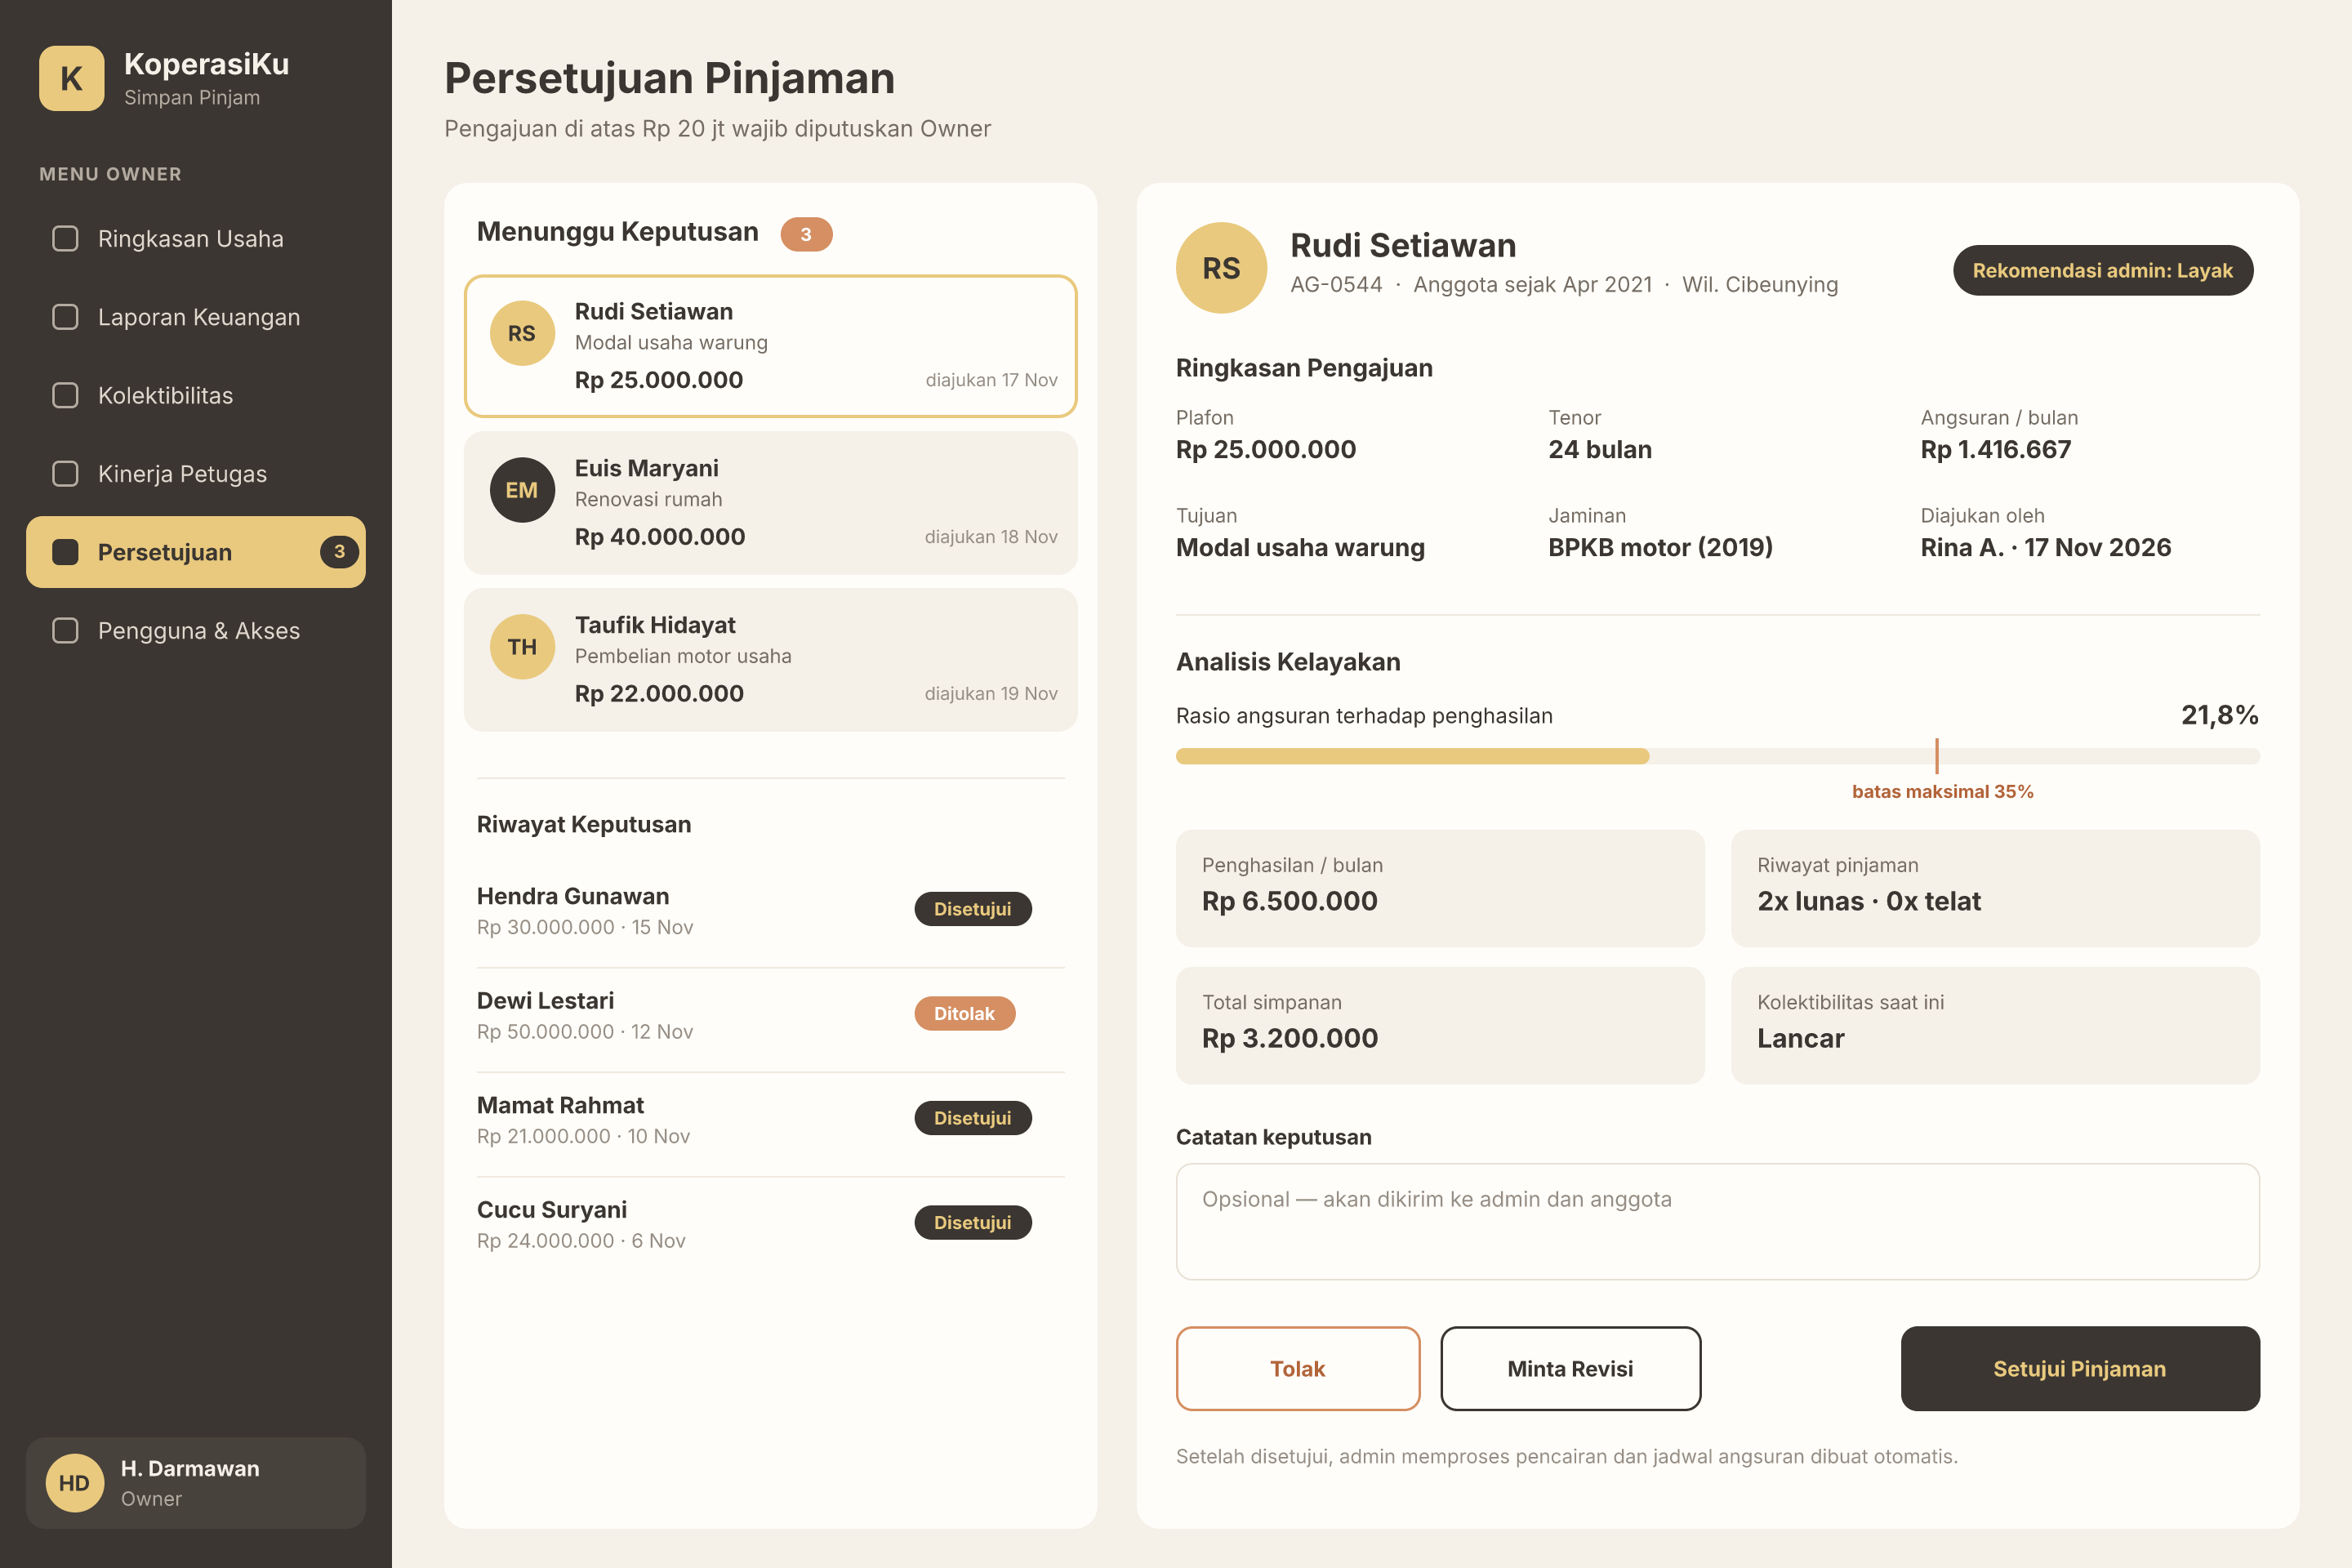 K
KoperasiKu
Simpan Pinjam
MENU OWNER
Ringkasan Usaha
Laporan Keuangan
Kolektibilitas
Kinerja Petugas
Persetujuan
3
Pengguna & Akses
HD
H. Darmawan
Owner
Persetujuan Pinjaman
Pengajuan di atas Rp 20 jt wajib diputuskan Owner
Menunggu Keputusan
3
RS
Rudi Setiawan
Modal usaha warung
Rp 25.000.000
diajukan 17 Nov
EM
Euis Maryani
Renovasi rumah
Rp 40.000.000
diajukan 18 Nov
TH
Taufik Hidayat
Pembelian motor usaha
Rp 22.000.000
diajukan 19 Nov
Riwayat Keputusan
Hendra Gunawan
Rp 30.000.000 · 15 Nov
Disetujui
Dewi Lestari
Rp 50.000.000 · 12 Nov
Ditolak
Mamat Rahmat
Rp 21.000.000 · 10 Nov
Disetujui
Cucu Suryani
Rp 24.000.000 · 6 Nov
Disetujui
RS
Rudi Setiawan
AG-0544 · Anggota sejak Apr 2021 · Wil. Cibeunying
Rekomendasi admin: Layak
Ringkasan Pengajuan
Plafon
Rp 25.000.000
Tenor
24 bulan
Angsuran / bulan
Rp 1.416.667
Tujuan
Modal usaha warung
Jaminan
BPKB motor (2019)
Diajukan oleh
Rina A. · 17 Nov 2026
Analisis Kelayakan
Rasio angsuran terhadap penghasilan
21,8%
batas maksimal 35%
Penghasilan / bulan
Rp 6.500.000
Riwayat pinjaman
2x lunas · 0x telat
Total simpanan
Rp 3.200.000
Kolektibilitas saat ini
Lancar
Catatan keputusan
Opsional — akan dikirim ke admin dan anggota
Tolak
Minta Revisi
Setujui Pinjaman
Setelah disetujui, admin memproses pencairan dan jadwal angsuran dibuat otomatis.